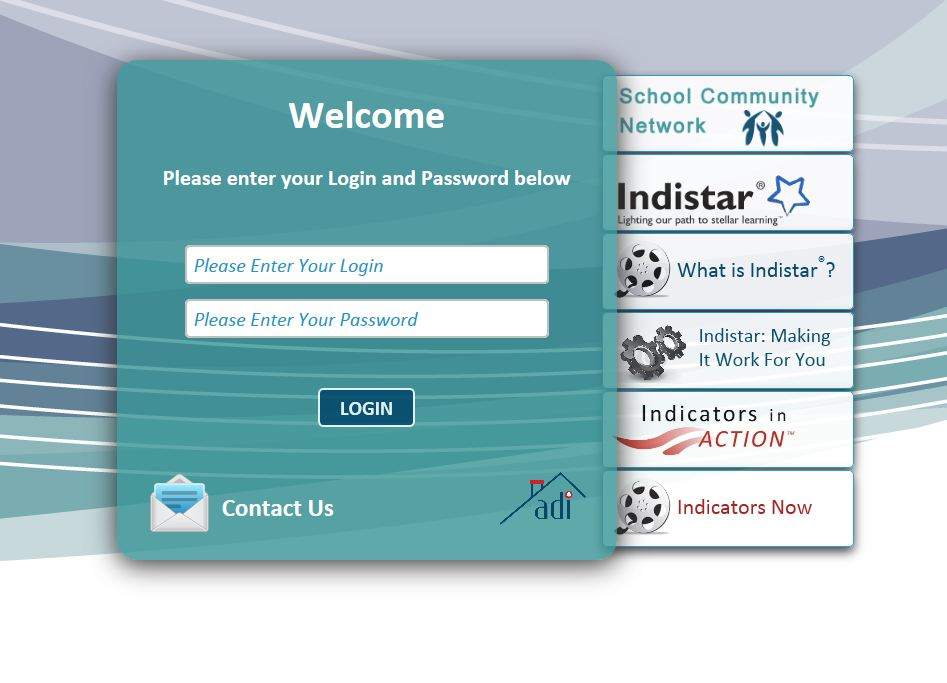 Welcome
Please enter your Login and Password below
Please Enter Your Login
Please Enter Your Password
LOGIN
Contact Us
adi
School Community
Network
Indistar®
Lighting our path to stellar learning™
What is Indistar®?
Indistar: Making
It Work For You
Indicators in
ACTION™
Indicators Now